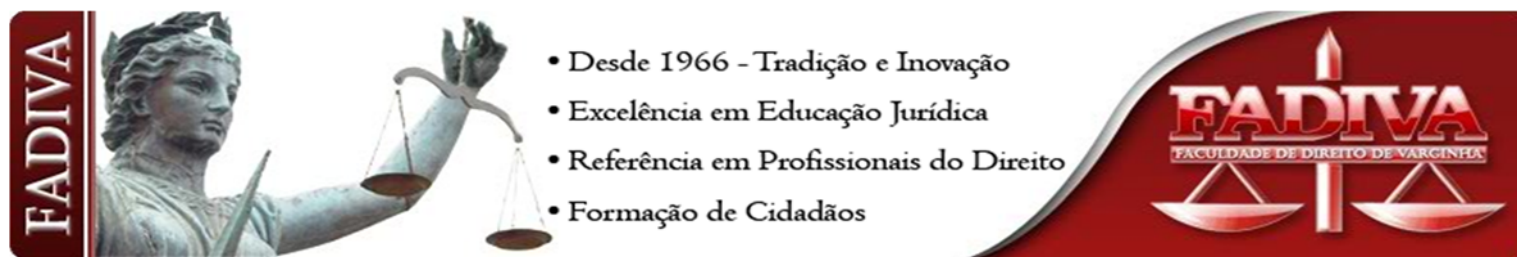 FADIVA
• Desde 1966 - Tradição e Inovação
• Excelência em Educação Jurídica
• Referência em Profissionais do Direito
• Formação de Cidadãos
FADIVA
FACULDADE DE DIREITO DE VARGINHA